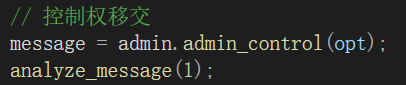 // 控制权移交
message = admin.admin_control(opt);
analyze_message(1);